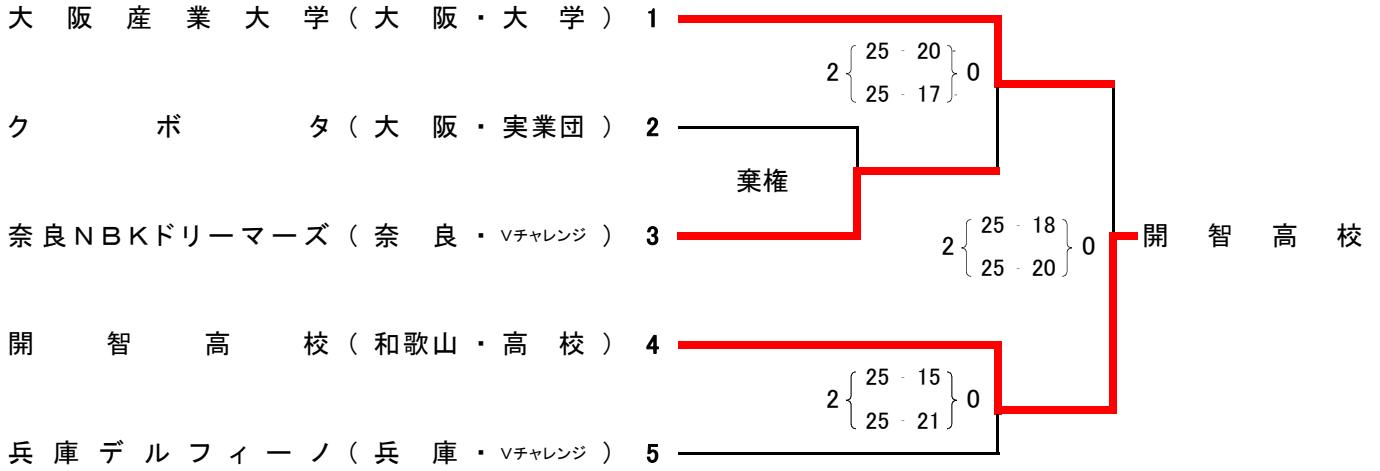 大阪産業大学(大阪・大学) 1
2 25 - 20 0
25 - 17
クボタ(大阪・実業団) 2
棄権
奈良NBKドリーマーズ(奈良・Vチャレンジ) 3
2 25 - 18 0
25 - 20
開智高校
開智高校(和歌山・高校) 4
2 25 - 15 0
25 - 21
兵庫デルフィーノ(兵庫・Vチャレンジ) 5